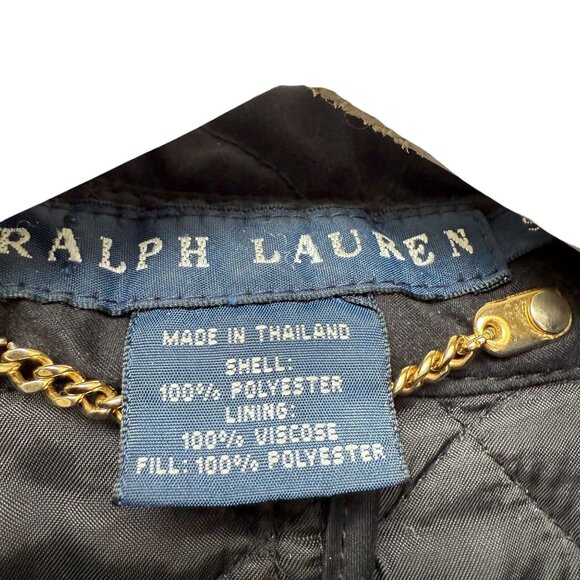 RALPH LAUREN
MADE IN THAILAND
SHELL:
100% POLYESTER
LINING:
100% VISCOSE
FILL: 100% POLYESTER